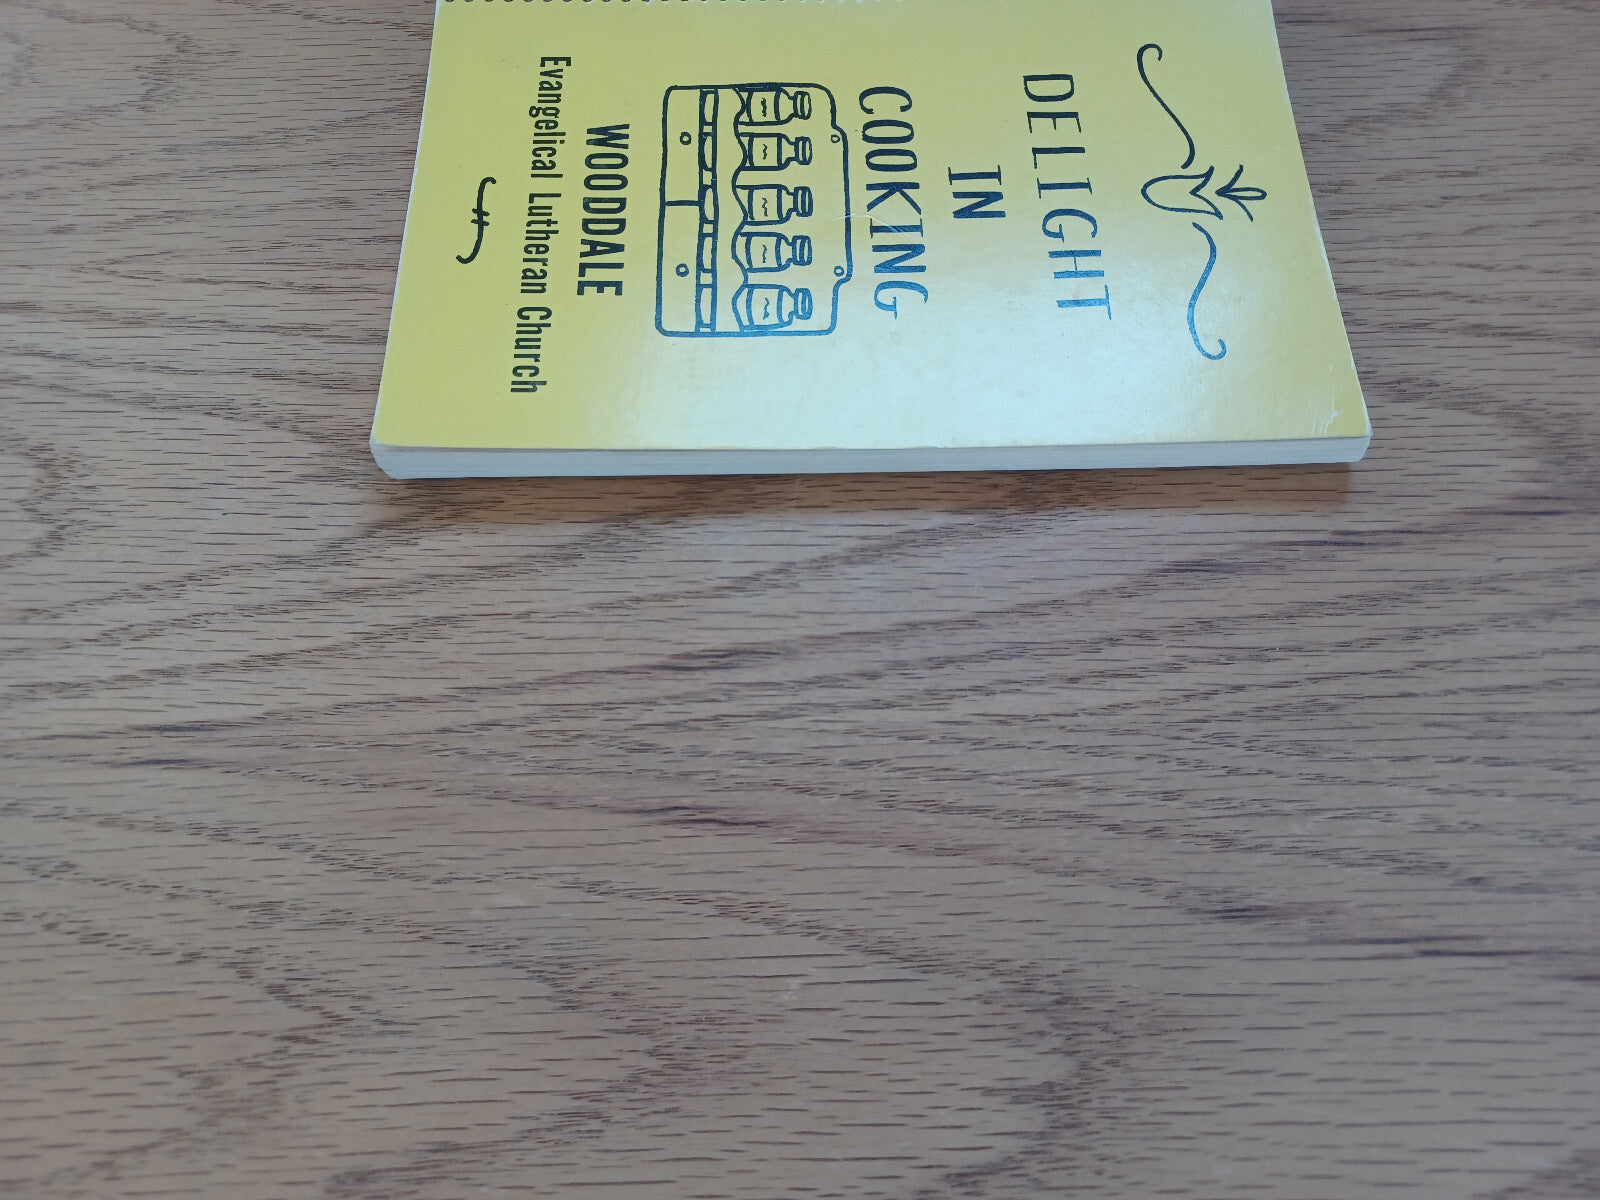 DELIGHT
IN
COOKING
WOODDALE
Evangelical Lutheran Church